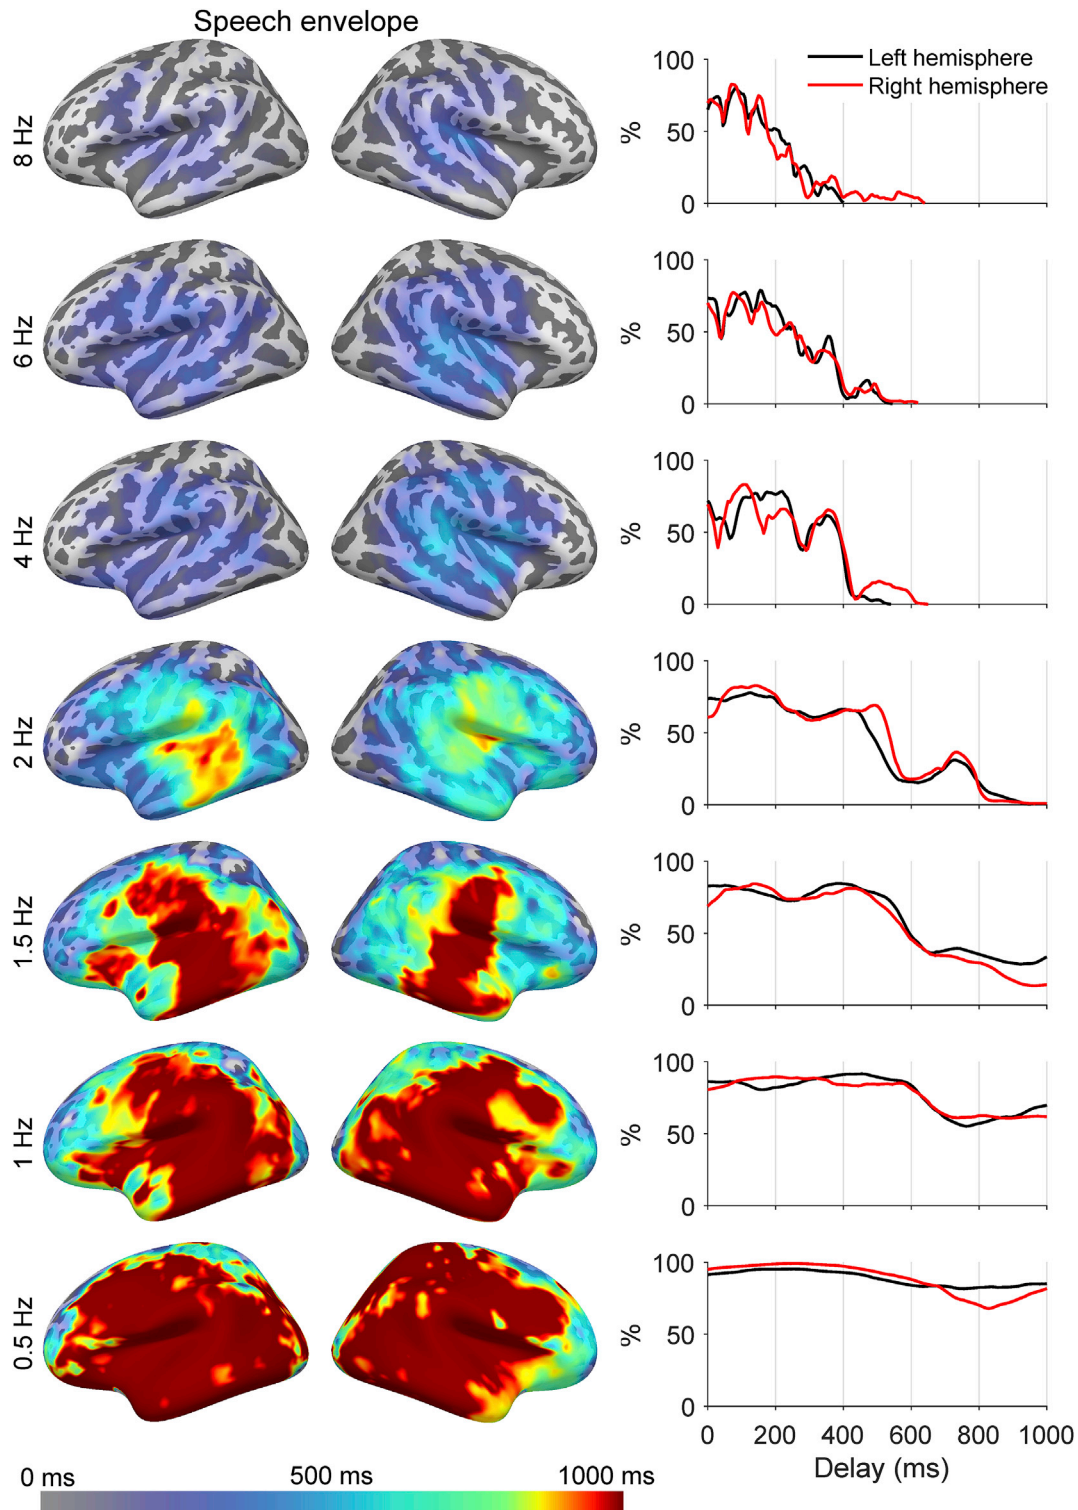 Speech envelope
Left hemisphere
Right hemisphere
8 Hz
%
100
50
0
6 Hz
%
100
50
0
4 Hz
%
100
50
0
2 Hz
%
100
50
0
1.5 Hz
%
100
50
0
1 Hz
%
100
50
0
0.5 Hz
%
100
50
0
0 200 400 600 800 1000
Delay (ms)
0 ms 500 ms 1000 ms